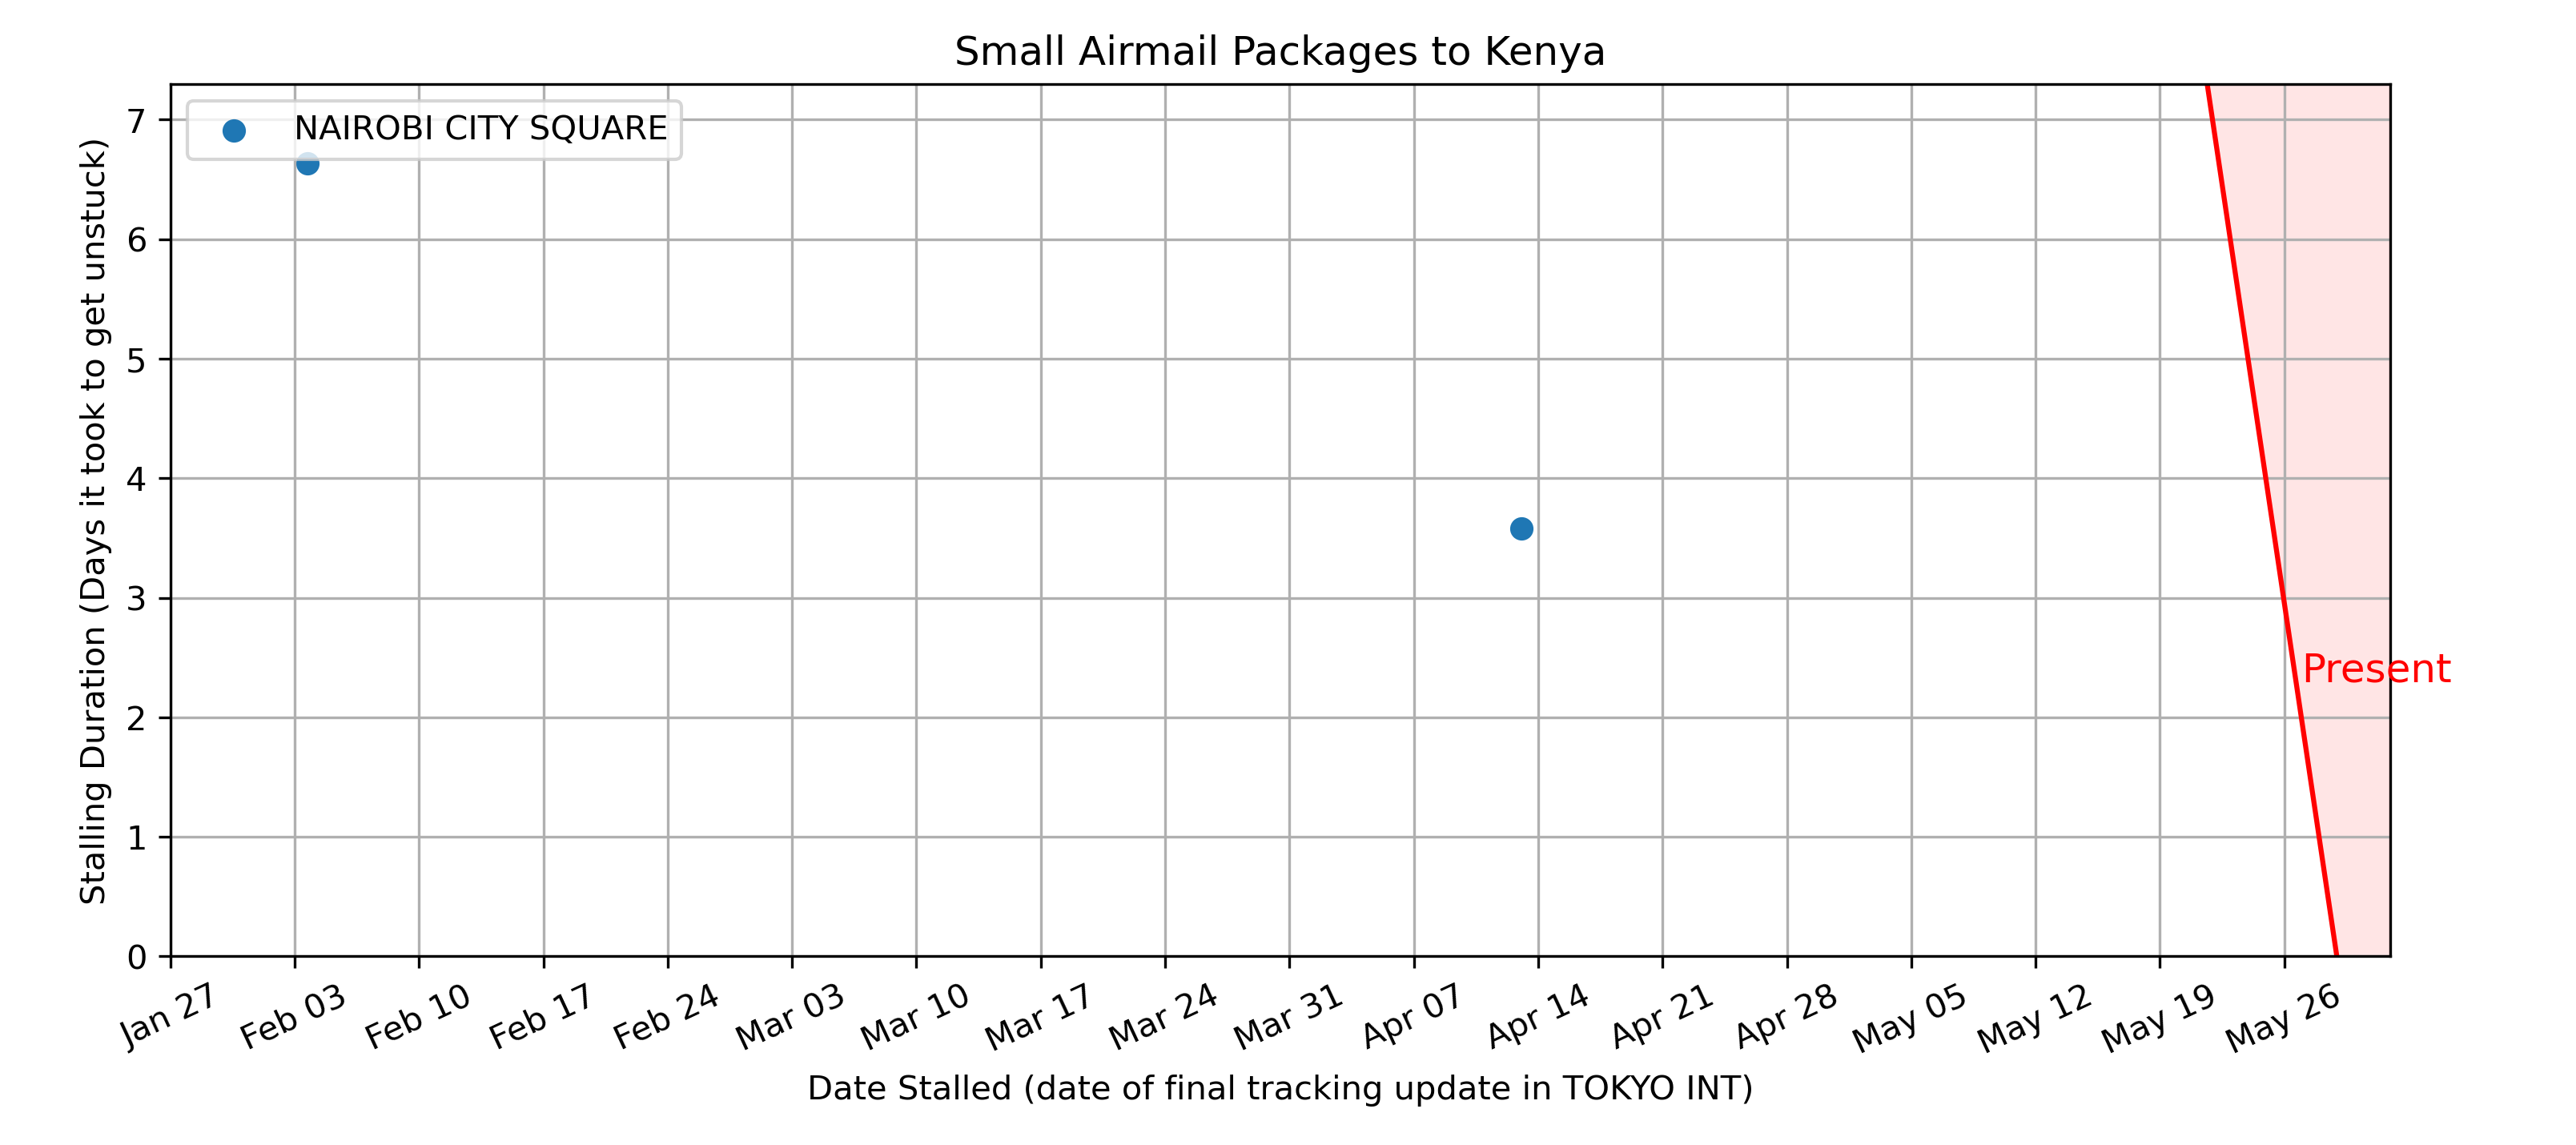 Small Airmail Packages to Kenya
NAIROBI CITY SQUARE
Stalling Duration (Days it took to get unstuck)
7
6
5
4
3
2
1
0
Present
Jan 27
Feb 03
Feb 10
Feb 17
Feb 24
Mar 03
Mar 10
Mar 17
Mar 24
Mar 31
Apr 07
Apr 14
Apr 21
Apr 28
May 05
May 12
May 19
May 26
Date Stalled (date of final tracking update in TOKYO INT)